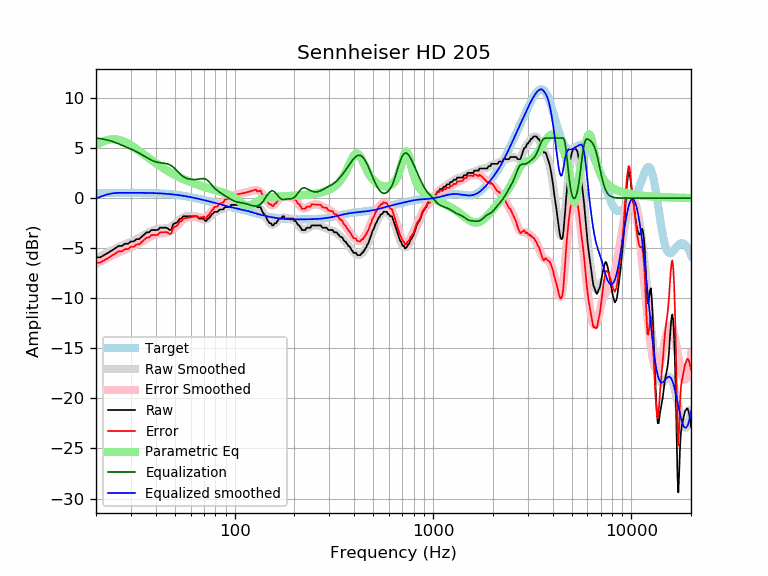 Sennheiser HD 205
Amplitude (dBr)
10
5
0
−5
−10
−15
−20
−25
−30
Target
Raw Smoothed
Error Smoothed
Raw
Error
Parametric Eq
Equalization
Equalized smoothed
100 1000 10000
Frequency (Hz)